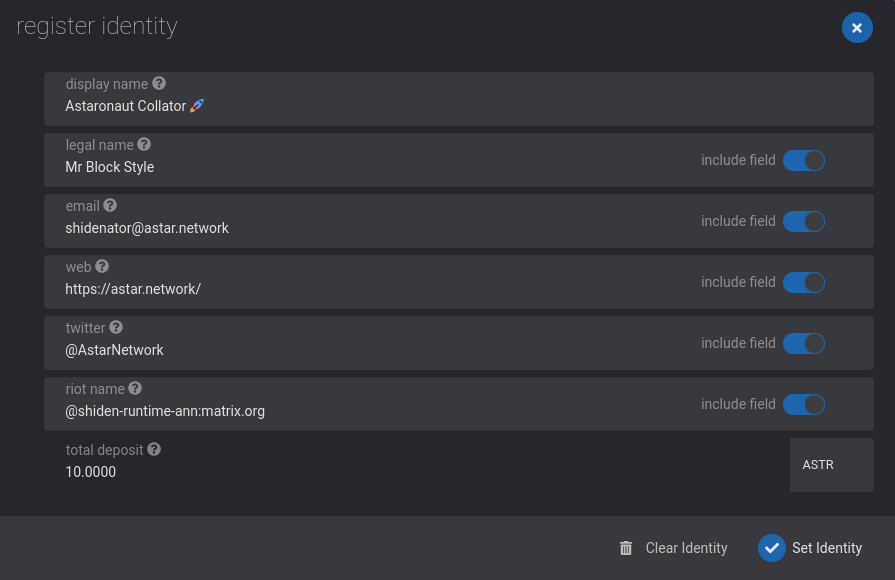 register identity
display name
Astaronaut Collator 🚀
legal name
Mr Block Style
include field
email
shidenator@astar.network
include field
web
https://astar.network/
include field
twitter
@AstarNetwork
include field
riot name
@shiden-runtime-ann:matrix.org
include field
total deposit
10.0000
ASTR
Clear Identity
Set Identity